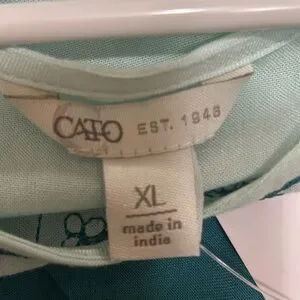 CATO EST. 1946
XL
made in
india